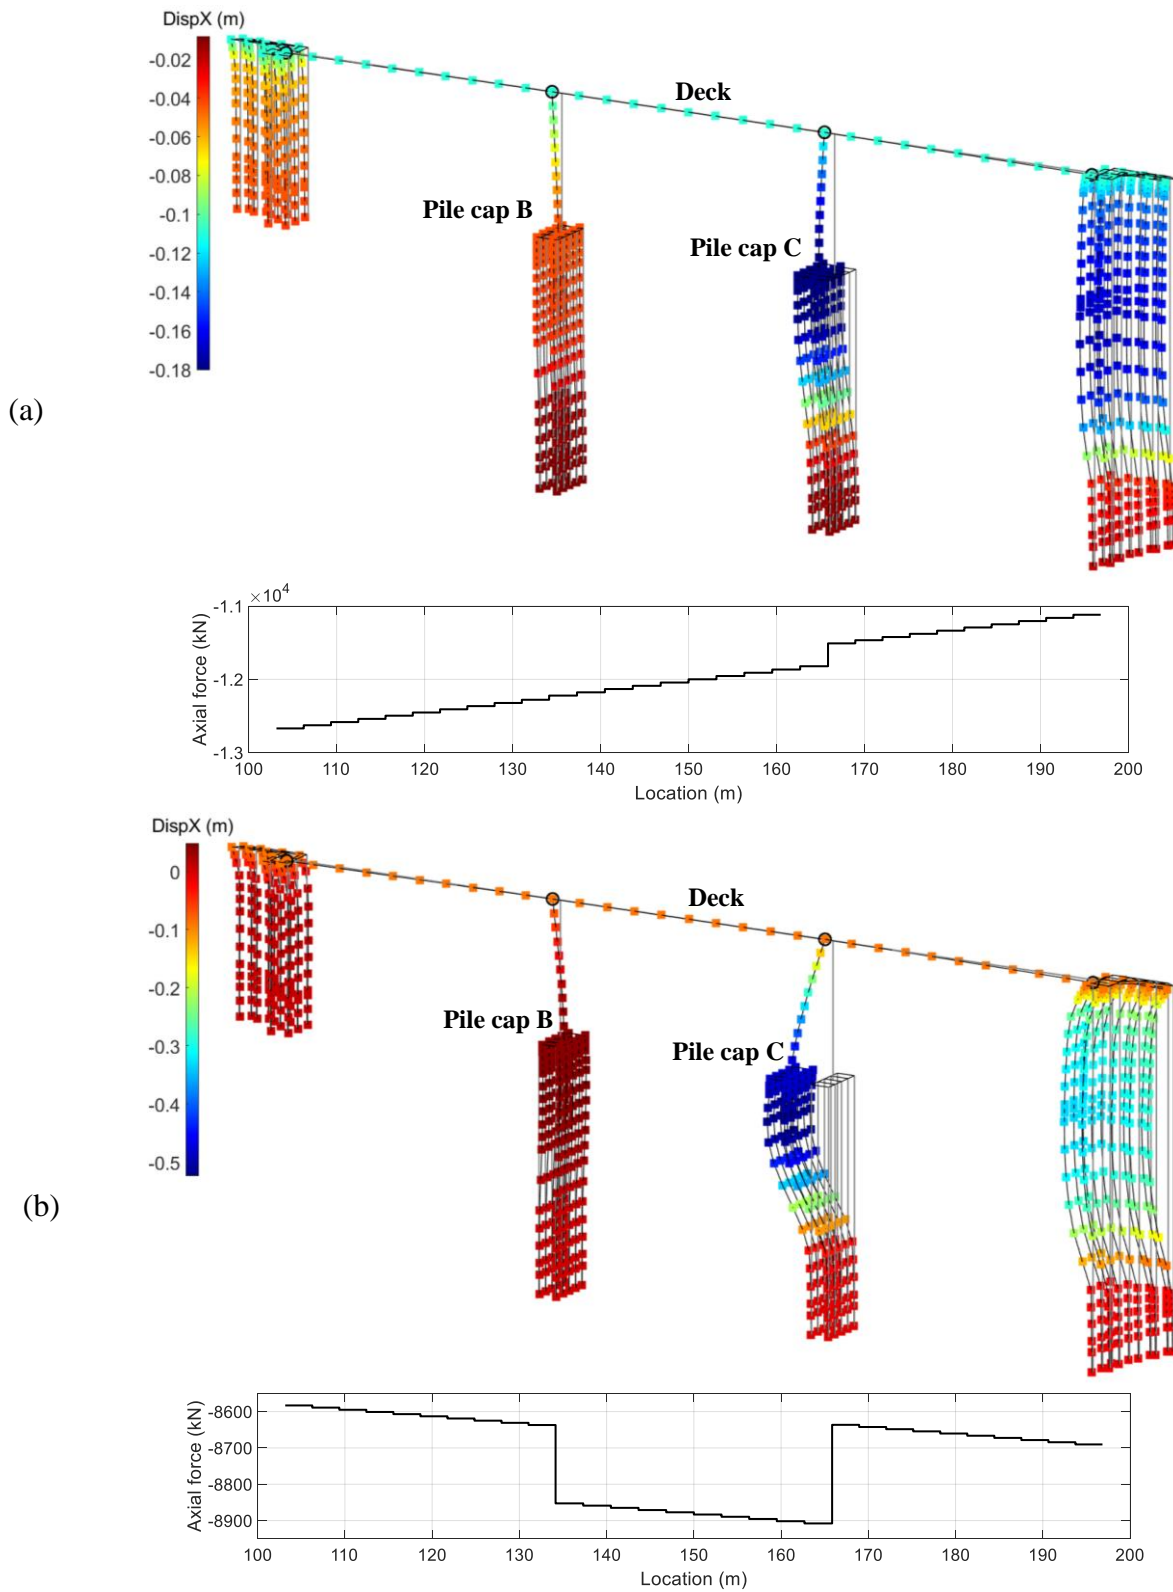 DispX (m)
-0.02
-0.04
-0.06
-0.08
-0.1
-0.12
-0.14
-0.16
-0.18
Deck
Pile cap B
Pile cap C
(a)
×10⁴
-1.1
-1.2
-1.3
Axial force (kN)
100 110 120 130 140 150 160 170 180 190 200
Location (m)
DispX (m)
0
-0.1
-0.2
-0.3
-0.4
-0.5
Deck
Pile cap B
Pile cap C
(b)
-8600
-8700
-8800
-8900
Axial force (kN)
100 110 120 130 140 150 160 170 180 190 200
Location (m)